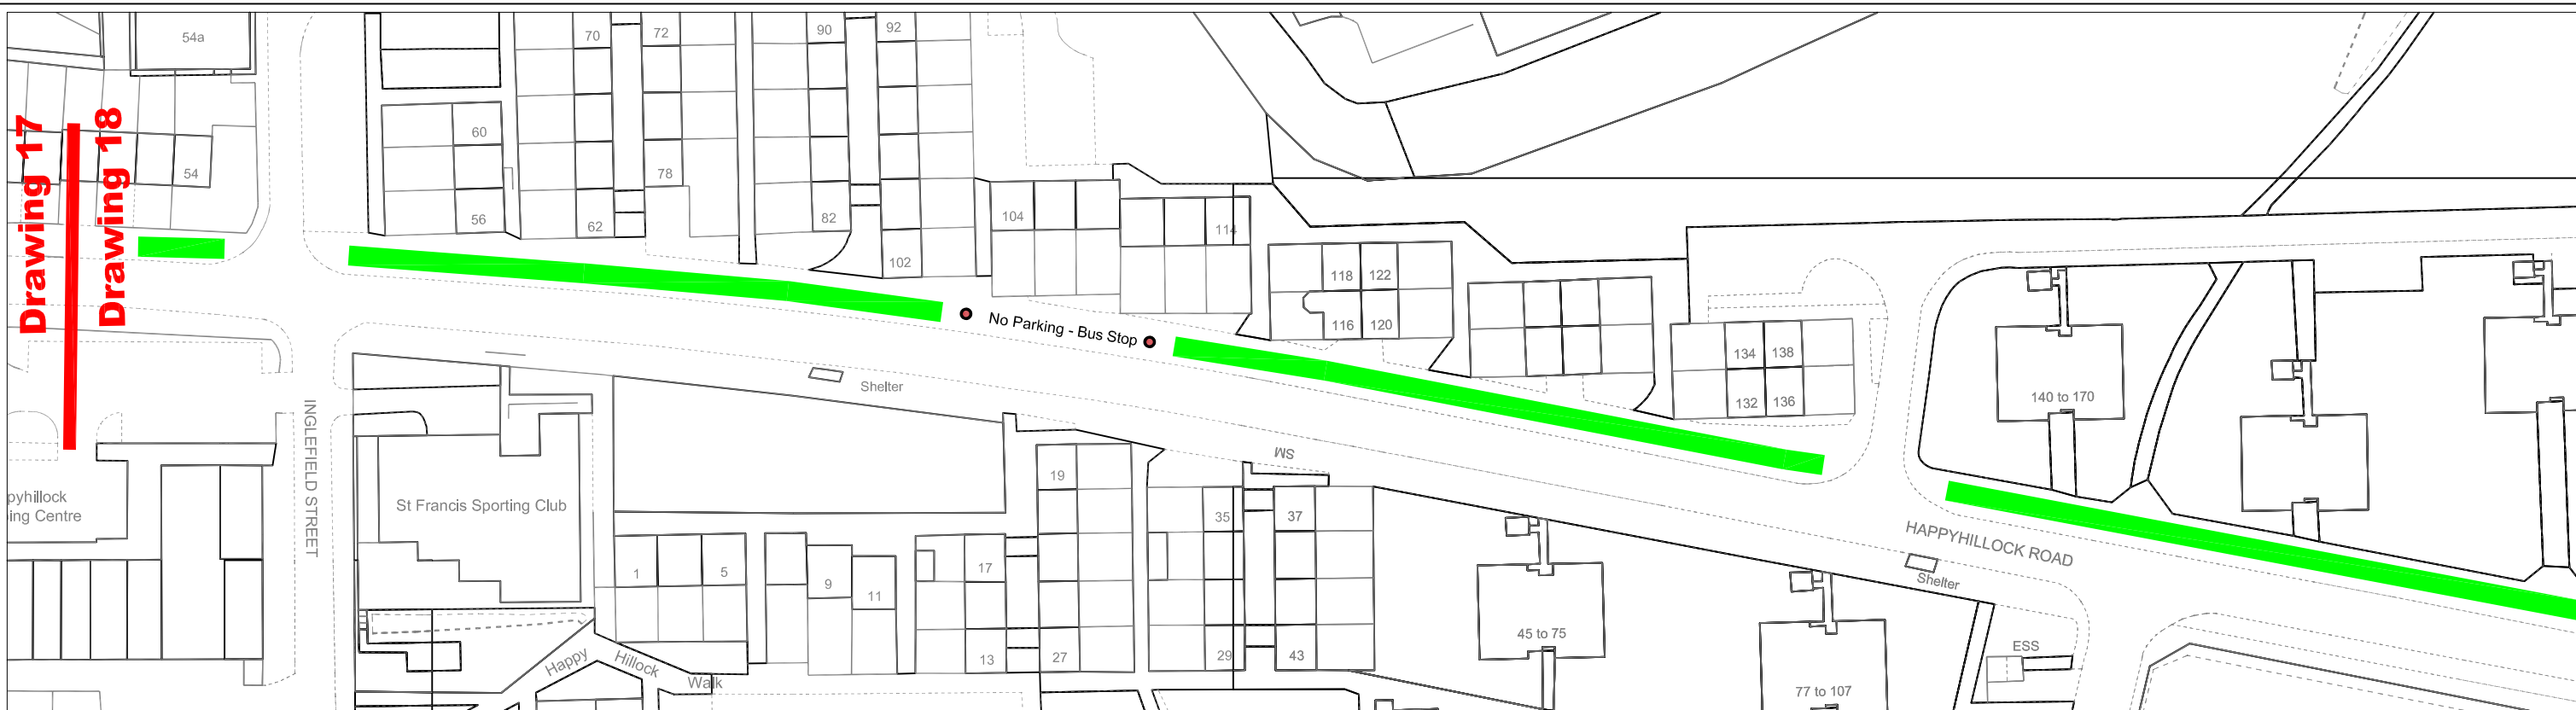 54a
70
72
90
92
Drawing 17
Drawing 18
60
54
78
56
62
82
104
114
102
118
122
116
120
No Parking - Bus Stop
Shelter
134
138
132
136
140 to 170
INGLEFIELD STREET
St Francis Sporting Club
pyhillock
ing Centre
19
SM
35
37
HAPPYHILLOCK ROAD
Shelter
1
5
9
11
17
13
27
29
43
45 to 75
77 to 107
ESS
Happy
Hillock
Walk